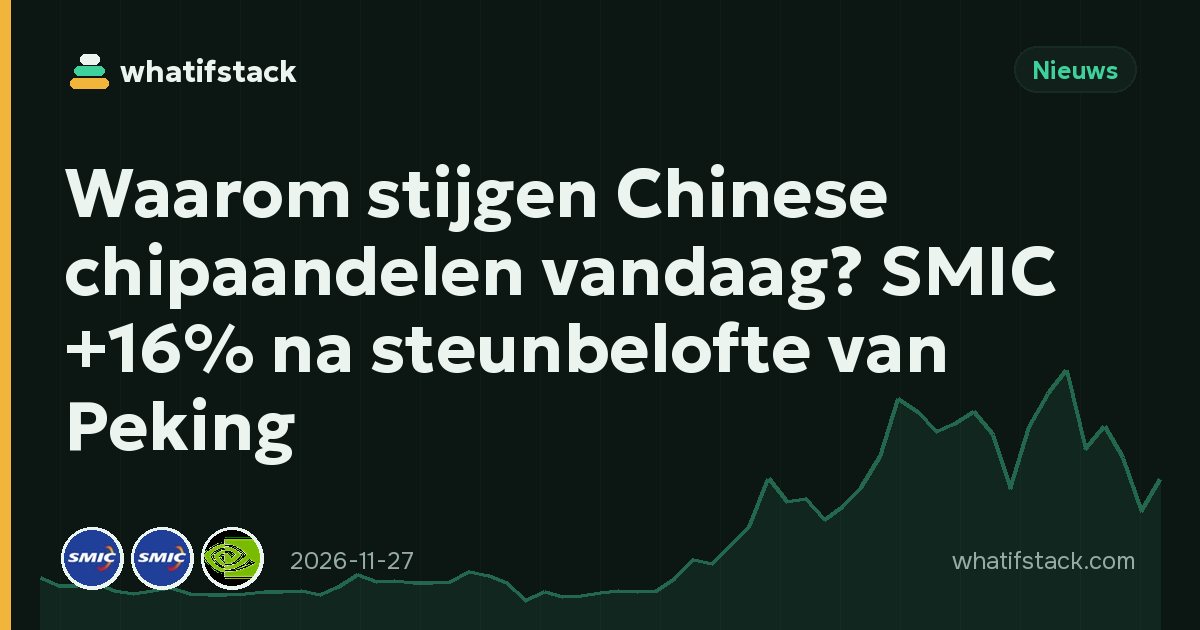 whatifstack
Nieuws
Waarom stijgen Chinese
chipaandelen vandaag? SMIC
+16% na steunbelofte van
Peking
SMIC
SMIC
2026-11-27
whatifstack.com